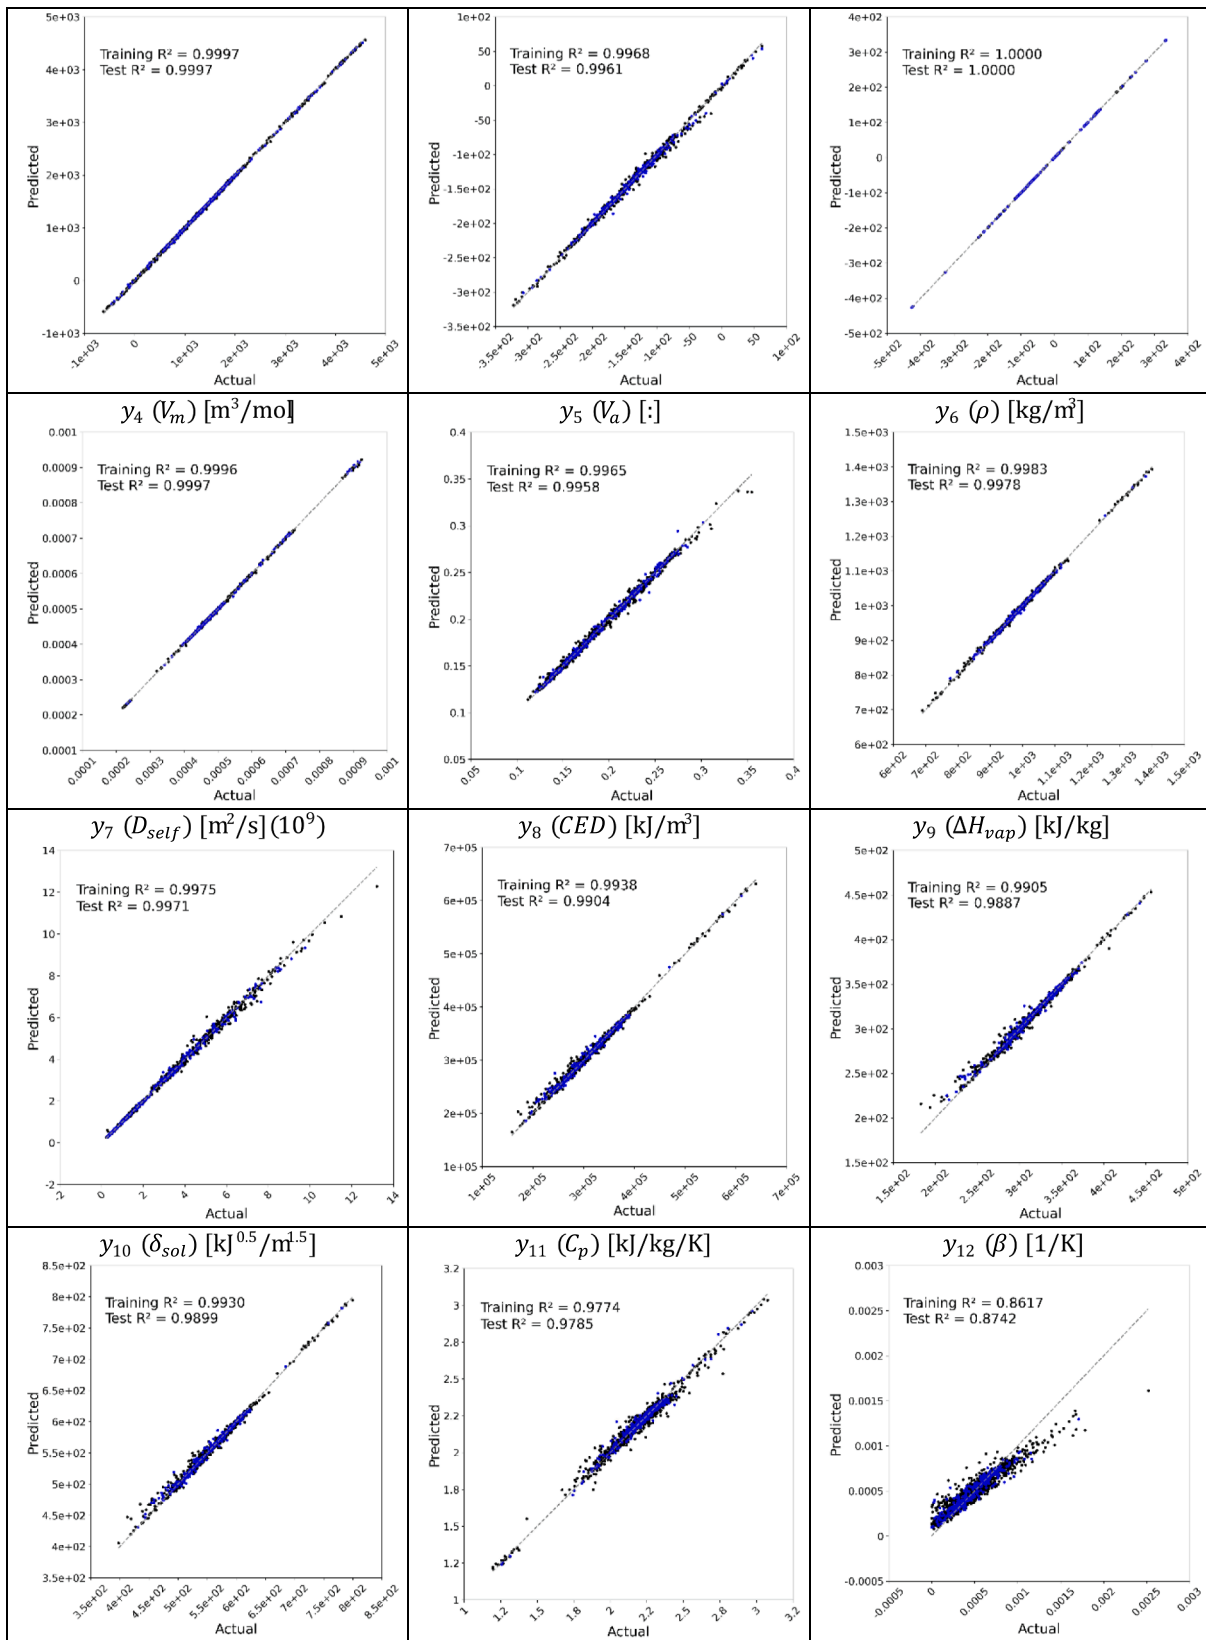 5e+03
4e+03
3e+03
2e+03
1e+03
0
-1e+03
Training R² = 0.9997
Test R² = 0.9997
Predicted
-1e+03
0
1e+03
2e+03
3e+03
4e+03
5e+03
Actual
1e+02
50
0
-50
-1e+02
-1.5e+02
-2e+02
-2.5e+02
-3e+02
-3.5e+02
Training R² = 0.9968
Test R² = 0.9961
Predicted
-3.5e+02
-3e+02
-2.5e+02
-2e+02
-1.5e+02
-1e+02
-50
0
50
1e+02
Actual
4e+02
3e+02
2e+02
1e+02
0
-1e+02
-2e+02
-3e+02
-4e+02
-5e+02
Training R² = 1.0000
Test R² = 1.0000
Predicted
-5e+02
-4e+02
-3e+02
-2e+02
-1e+02
0
1e+02
2e+02
3e+02
4e+02
Actual
y₄ (Vₘ) [m³/mol]
0.001
0.0009
0.0008
0.0007
0.0006
0.0005
0.0004
0.0003
0.0002
0.0001
Training R² = 0.9996
Test R² = 0.9997
Predicted
0.0001
0.0002
0.0003
0.0004
0.0005
0.0006
0.0007
0.0008
0.0009
0.001
Actual
y₅ (Vₐ) [:]
0.4
0.35
0.3
0.25
0.2
0.15
0.1
0.05
Training R² = 0.9965
Test R² = 0.9958
Predicted
0.05
0.1
0.15
0.2
0.25
0.3
0.35
0.4
Actual
y₆ (ρ) [kg/m³]
1.5e+03
1.4e+03
1.3e+03
1.2e+03
1.1e+03
1e+03
9e+02
8e+02
7e+02
6e+02
Training R² = 0.9983
Test R² = 0.9978
Predicted
6e+02
7e+02
8e+02
9e+02
1e+03
1.1e+03
1.2e+03
1.3e+03
1.4e+03
1.5e+03
Actual
y₇ (D_self) [m²/s](10⁹)
14
12
10
8
6
4
2
0
-2
Training R² = 0.9975
Test R² = 0.9971
Predicted
-2
0
2
4
6
8
10
12
14
Actual
y₈ (CED) [kJ/m³]
7e+05
6e+05
5e+05
4e+05
3e+05
2e+05
1e+05
Training R² = 0.9938
Test R² = 0.9904
Predicted
1e+05
2e+05
3e+05
4e+05
5e+05
6e+05
7e+05
Actual
y₉ (ΔH_vap) [kJ/kg]
5e+02
4.5e+02
4e+02
3.5e+02
3e+02
2.5e+02
2e+02
1.5e+02
Training R² = 0.9905
Test R² = 0.9887
Predicted
1.5e+02
2e+02
2.5e+02
3e+02
3.5e+02
4e+02
4.5e+02
5e+02
Actual
y₁₀ (δ_sol) [kJ⁰·⁵/m¹·⁵]
8.5e+02
8e+02
7.5e+02
7e+02
6.5e+02
6e+02
5.5e+02
5e+02
4.5e+02
4e+02
3.5e+02
Training R² = 0.9930
Test R² = 0.9899
Predicted
3.5e+02
4e+02
4.5e+02
5e+02
5.5e+02
6e+02
6.5e+02
7e+02
7.5e+02
8e+02
8.5e+02
Actual
y₁₁ (Cₚ) [kJ/kg/K]
3.2
3
2.8
2.5
2.2
2
1.8
1.5
1.2
1
Training R² = 0.9774
Test R² = 0.9785
Predicted
1
1.2
1.5
1.8
2
2.2
2.5
2.8
3
3.2
Actual
y₁₂ (β) [1/K]
0.003
0.0025
0.002
0.0015
0.001
0.0005
0
-0.0005
Training R² = 0.8617
Test R² = 0.8742
Predicted
-0.0005
0
0.0005
0.001
0.0015
0.002
0.0025
0.003
Actual